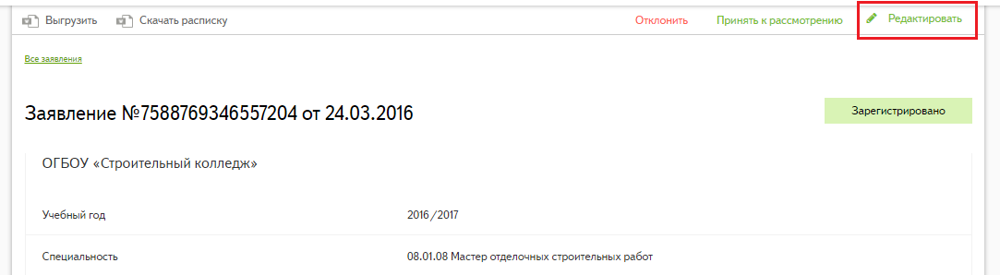 Выгрузить Скачать расписку Отклонить Принять к рассмотрению Редактировать
Все заявления
Заявление №7588769346557204 от 24.03.2016 Зарегистрировано
ОГБОУ «Строительный колледж»
Учебный год 2016/2017
Специальность 08.01.08 Мастер отделочных строительных работ